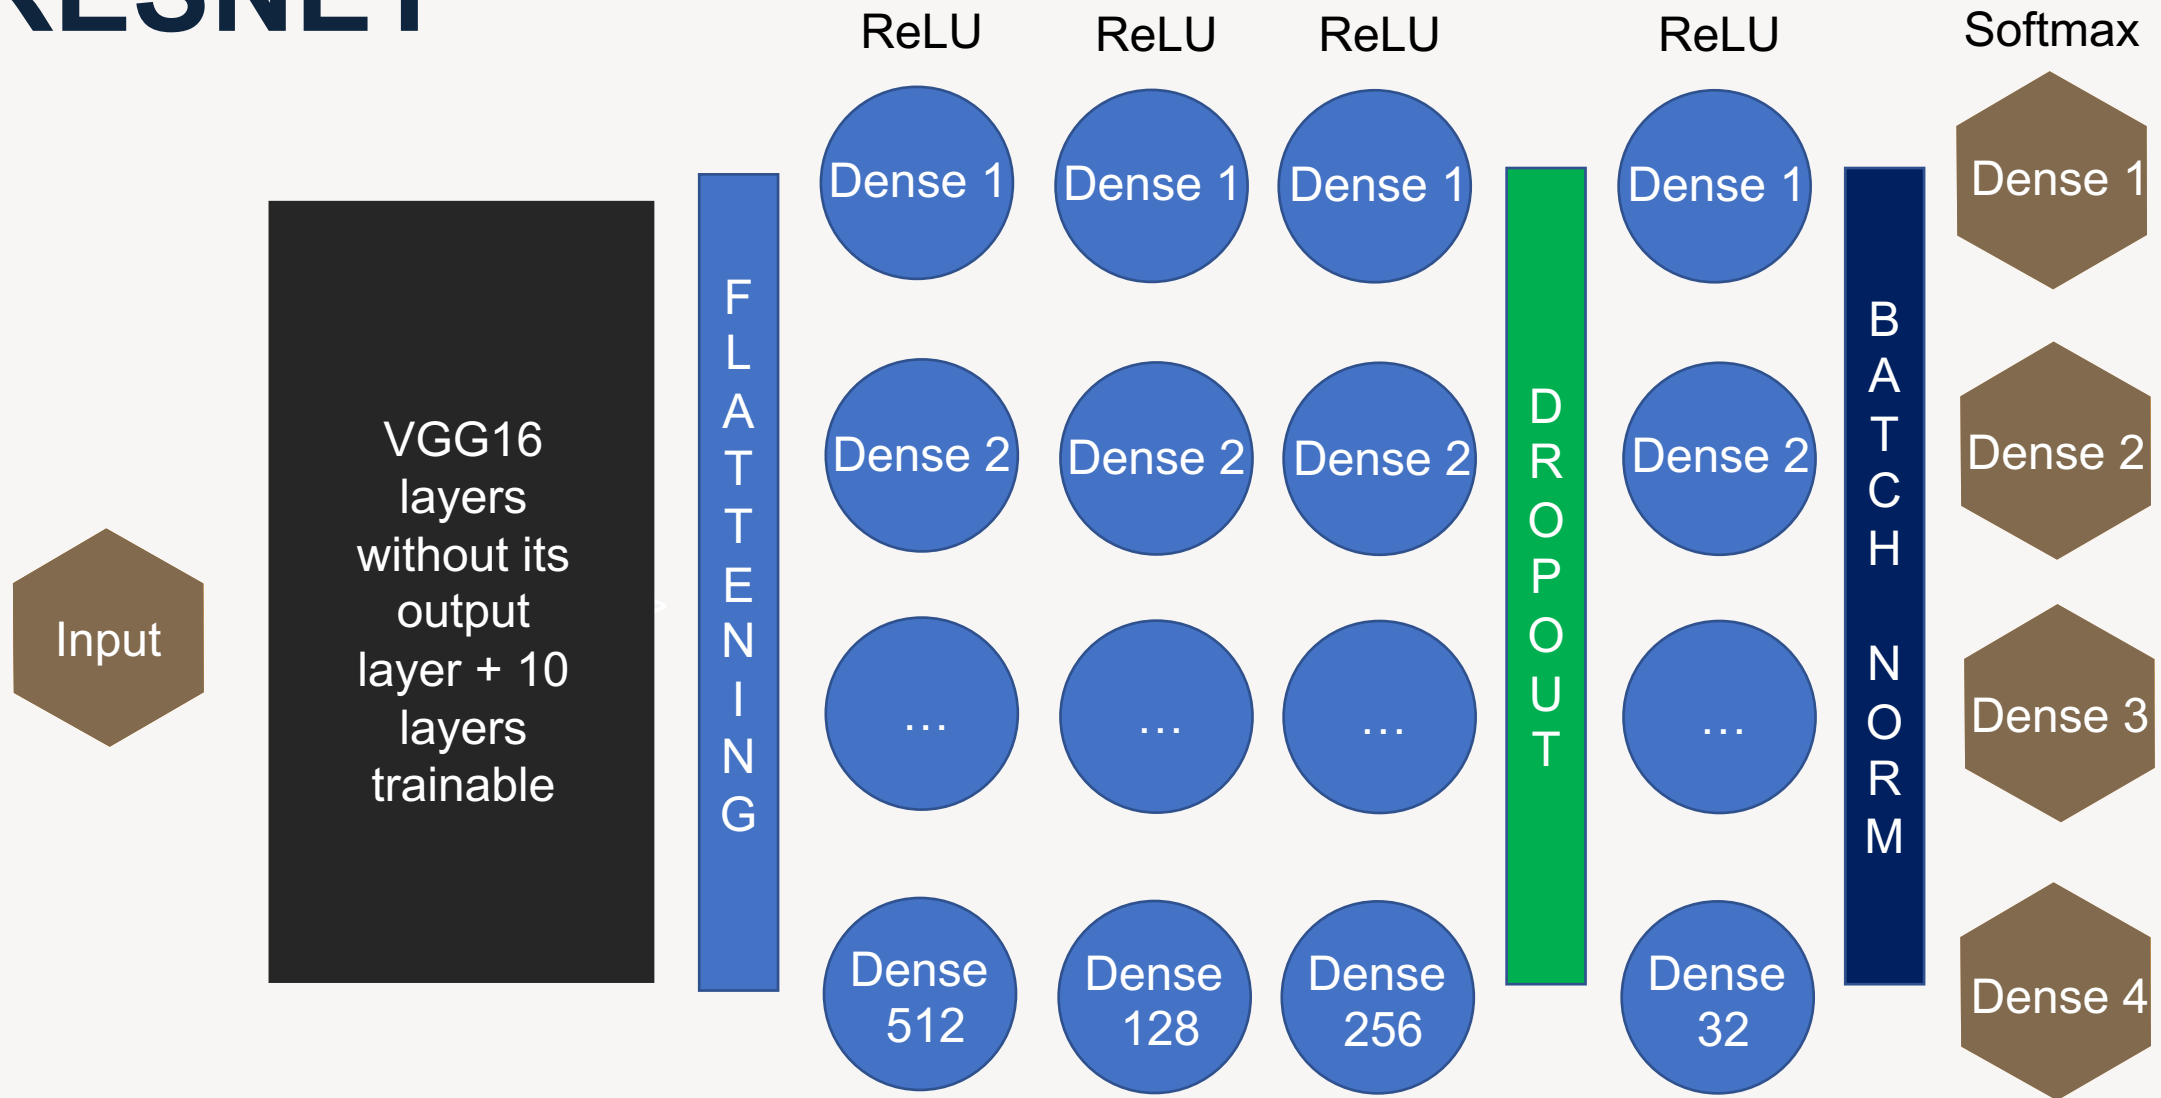 RESNET
ReLU
ReLU
ReLU
ReLU
Softmax
Input
VGG16
layers
without its
output
layer + 10
layers
trainable
>
FLATTENING
Dense 1
Dense 2
...
Dense
512
Dense 1
Dense 2
...
Dense
128
Dense 1
Dense 2
...
Dense
256
DROPOUT
Dense 1
Dense 2
...
Dense
32
BATCH NORM
Dense 1
Dense 2
Dense 3
Dense 4